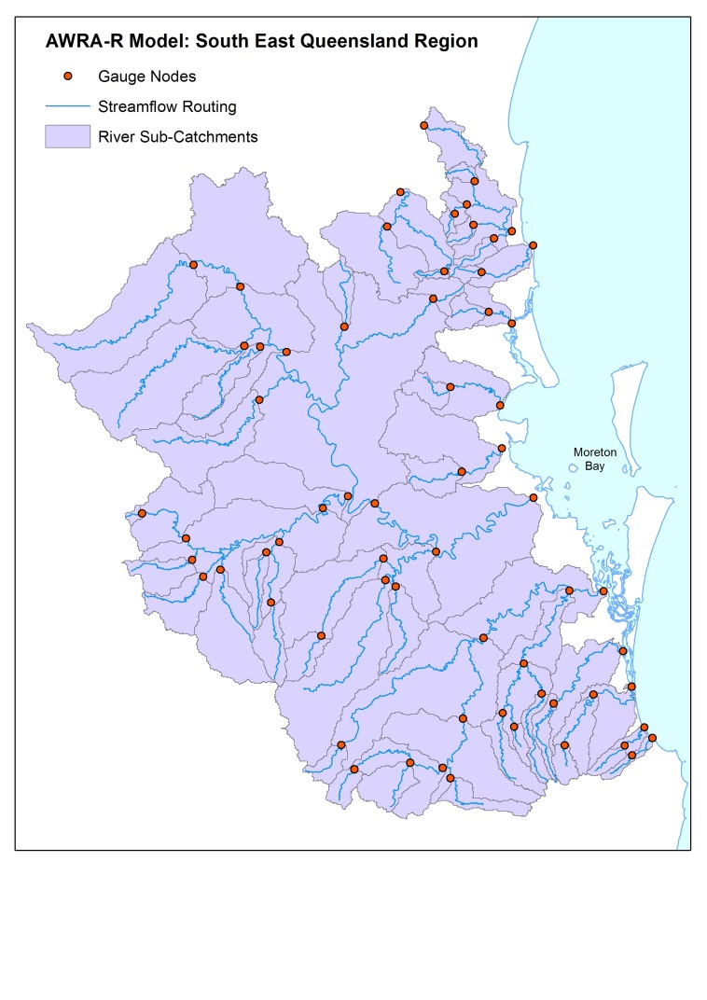 AWRA-R Model: South East Queensland Region
Gauge Nodes
Streamflow Routing
River Sub-Catchments
Moreton
Bay